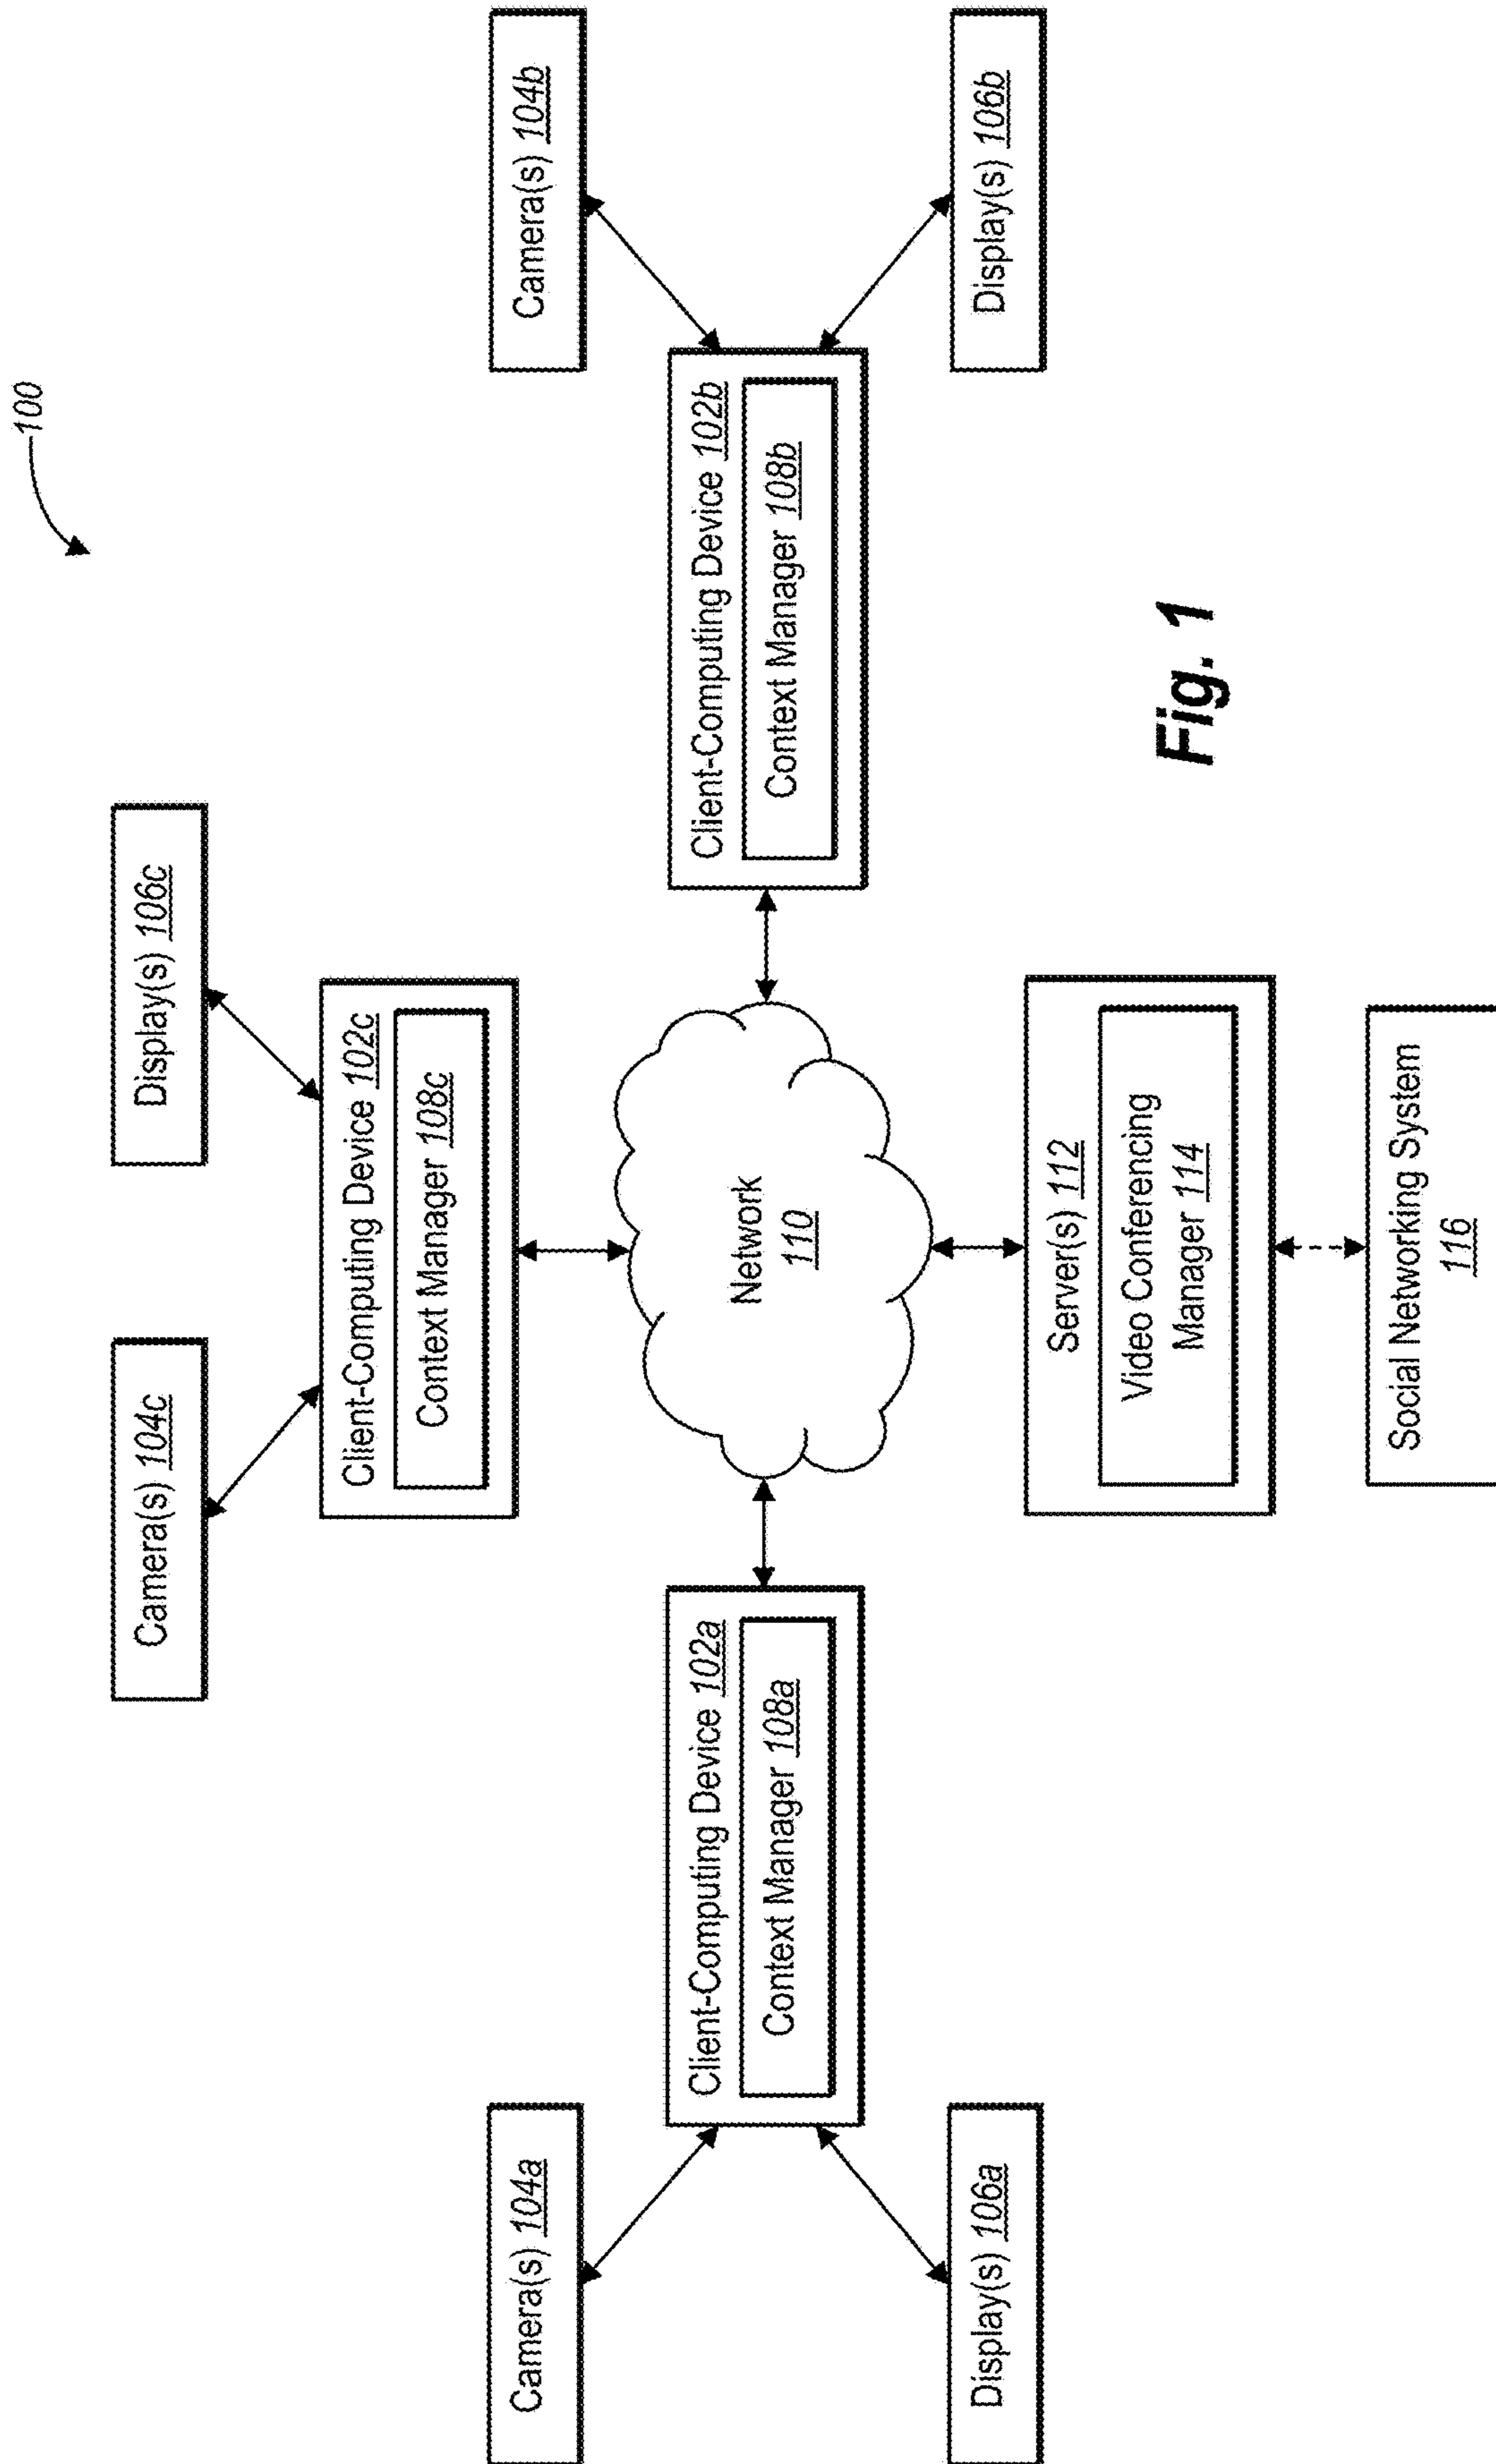 100
Camera(s) 104c
Display(s) 106c
Client-Computing Device 102c
Context Manager 108c
Camera(s) 104a
Camera(s) 104b
Client-Computing Device 102a
Context Manager 108a
Network
110
Client-Computing Device 102b
Context Manager 108b
Display(s) 106a
Display(s) 106b
Server(s) 112
Video Conferencing
Manager 114
Social Networking System
116
Fig. 1